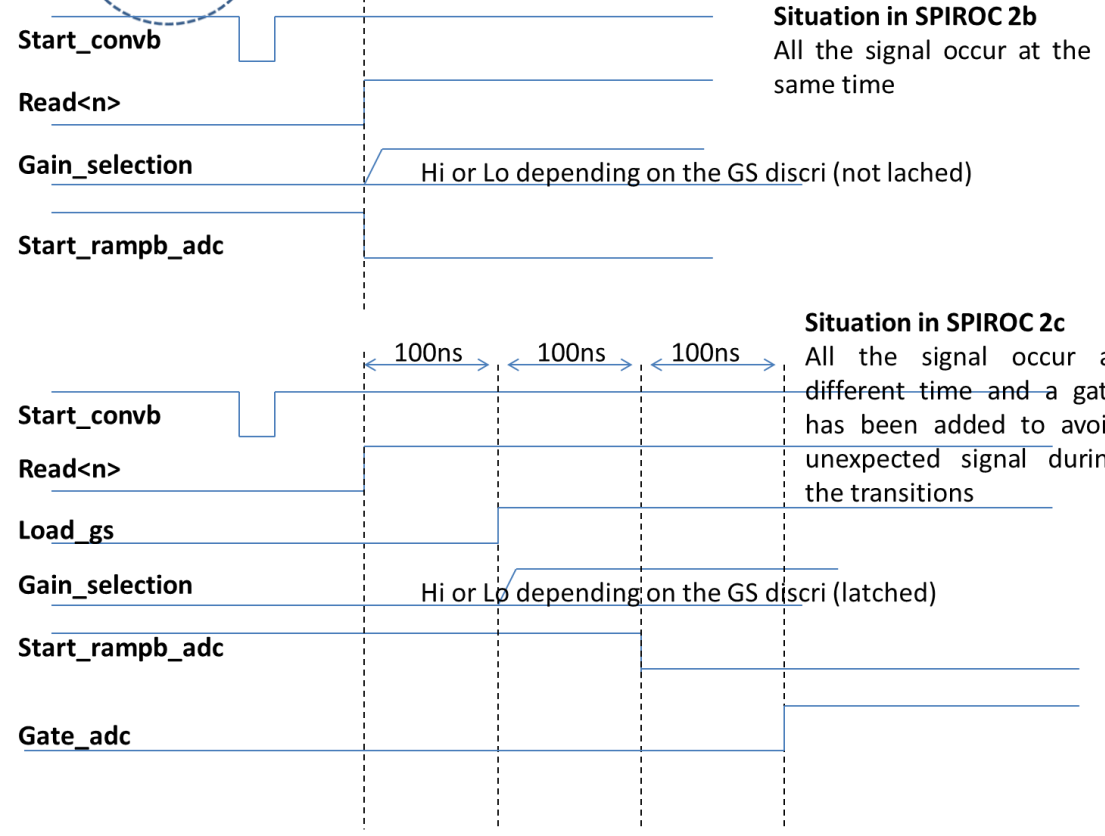 Situation in SPIROC 2b
All the signal occur at the
same time
Start_convb
Read<n>
Gain_selection
Hi or Lo depending on the GS discri (not lached)
Start_rampb_adc
Situation in SPIROC 2c
All the signal occur a
different time and a gat
has been added to avoi
unexpected signal durin
the transitions
100ns
100ns
100ns
Start_convb
Read<n>
Load_gs
Gain_selection
Hi or Lo depending on the GS discri (latched)
Start_rampb_adc
Gate_adc